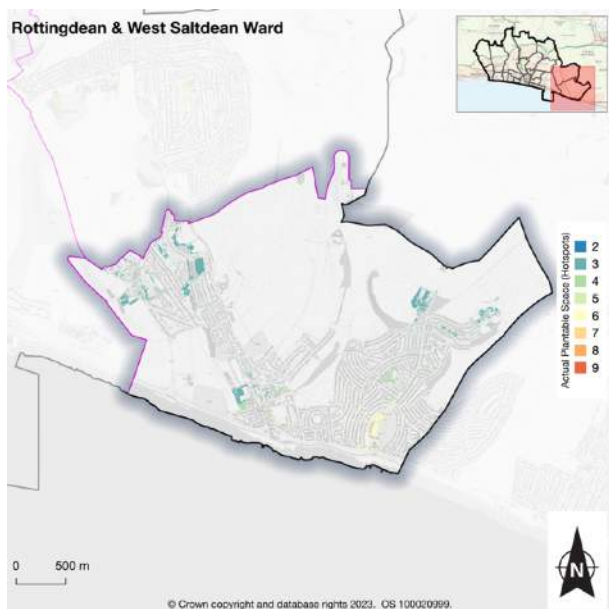 Rottingdean & West Saltdean Ward
Actual Plantable Space (Hotspots)
2
3
4
5
6
7
8
9
0 500 m
N
© Crown copyright and database rights 2023. OS 100020999.